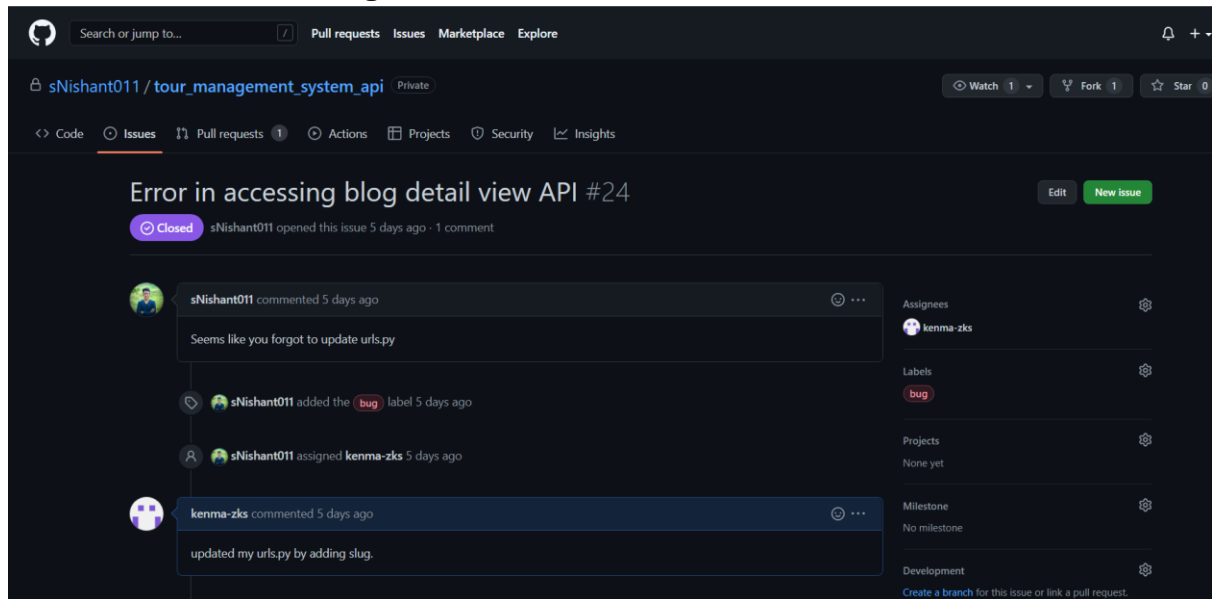 Search or jump to... / Pull requests Issues Marketplace Explore
sNishant011 / tour_management_system_api Private
Watch 1 Fork 1 Star 0
<> Code Issues Pull requests 1 Actions Projects Security Insights
Error in accessing blog detail view API #24
Edit New issue
Closed sNishant011 opened this issue 5 days ago · 1 comment
sNishant011 commented 5 days ago
Seems like you forgot to update urls.py
sNishant011 added the bug label 5 days ago
sNishant011 assigned kenma-zks 5 days ago
kenma-zks commented 5 days ago
updated my urls.py by adding slug.
Assignees
kenma-zks
Labels
bug
Projects
None yet
Milestone
No milestone
Development
Create a branch for this issue or link a pull request.